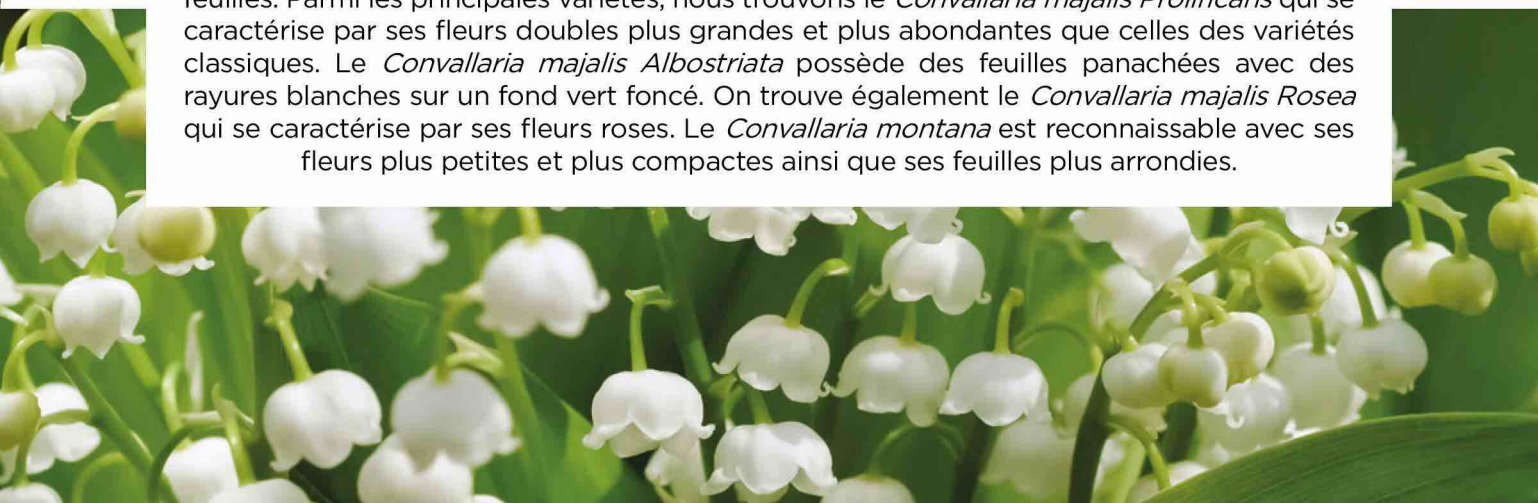 feuilles. Parmi les principales variétés, nous trouvons le Convallaria majalis Prolificans qui se
caractérise par ses fleurs doubles plus grandes et plus abondantes que celles des variétés
classiques. Le Convallaria majalis Albostriata possède des feuilles panachées avec des
rayures blanches sur un fond vert foncé. On trouve également le Convallaria majalis Rosea
qui se caractérise par ses fleurs roses. Le Convallaria montana est reconnaissable avec ses
fleurs plus petites et plus compactes ainsi que ses feuilles plus arrondies.